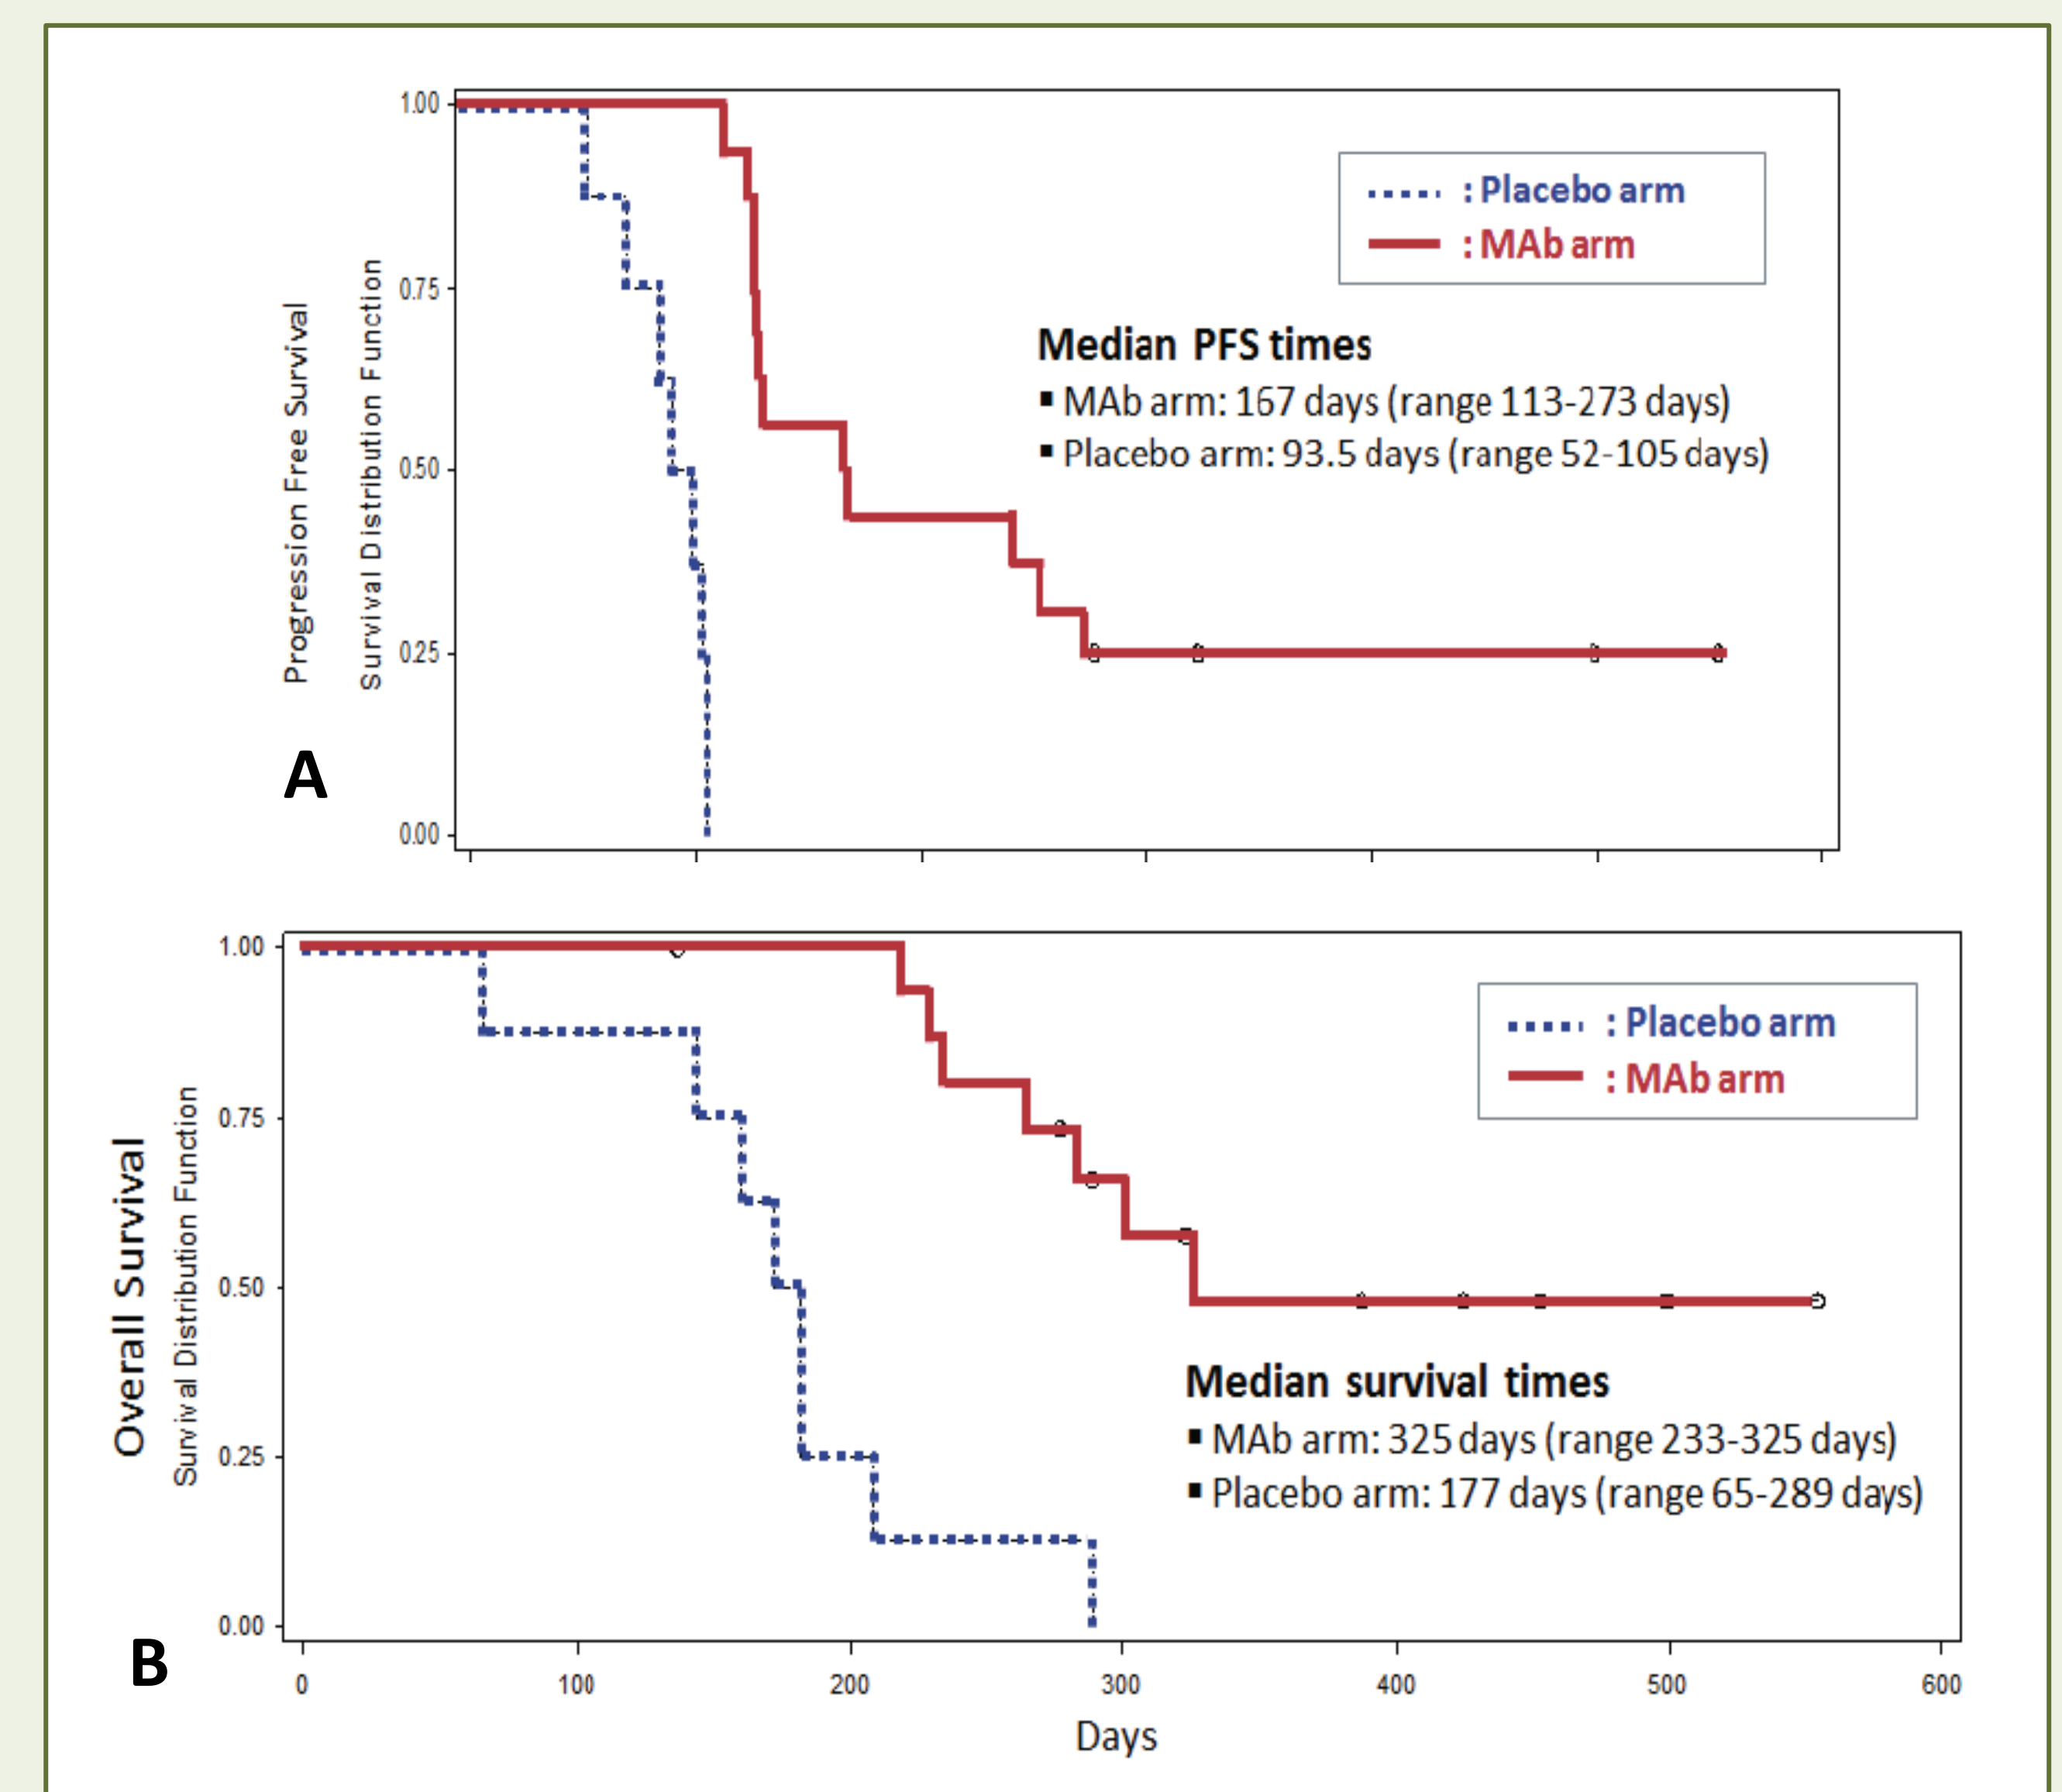 1.00
0.75
0.50
0.25
0.00
Progression Free Survival
Survival Distribution Function
: Placebo arm
: MAb arm
Median PFS times
▪ MAb arm: 167 days (range 113-273 days)
▪ Placebo arm: 93.5 days (range 52-105 days)
A
1.00
0.75
0.50
0.25
0.00
Overall Survival
Survival Distribution Function
: Placebo arm
: MAb arm
Median survival times
▪ MAb arm: 325 days (range 233-325 days)
▪ Placebo arm: 177 days (range 65-289 days)
B
0 100 200 300 400 500 600
Days